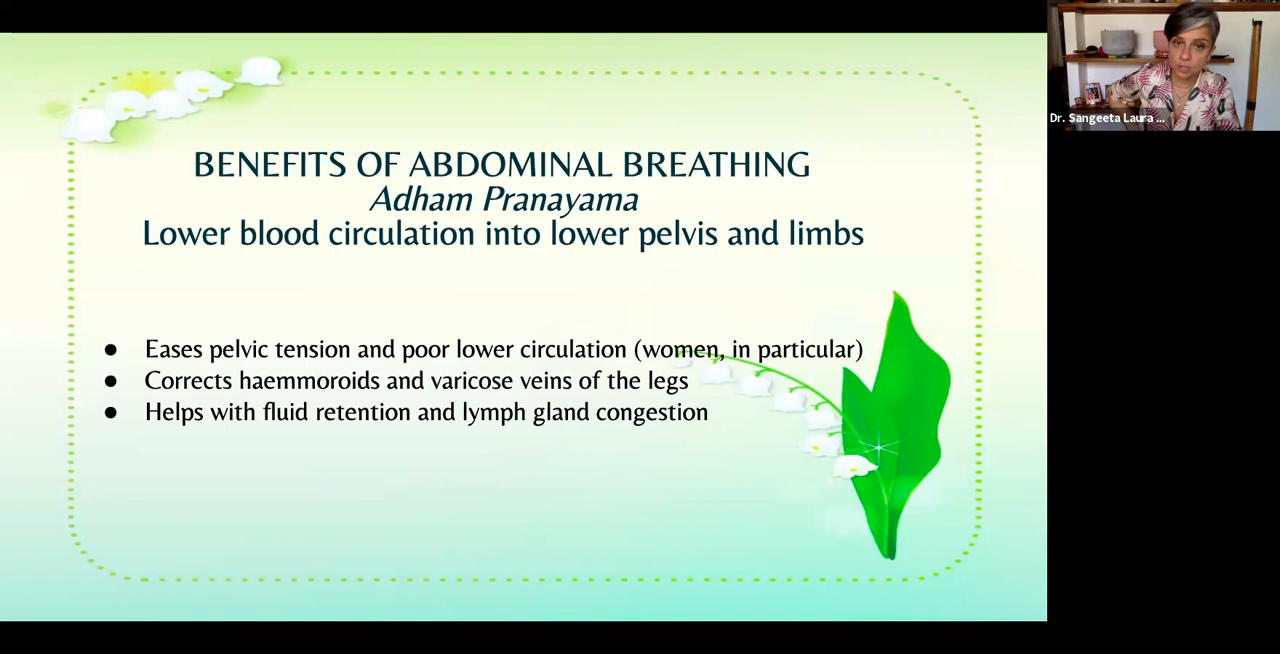 BENEFITS OF ABDOMINAL BREATHING
Adham Pranayama
Lower blood circulation into lower pelvis and limbs
● Eases pelvic tension and poor lower circulation (women, in particular)
● Corrects haemmoroids and varicose veins of the legs
● Helps with fluid retention and lymph gland congestion
Dr. Sangeeta Laura ...